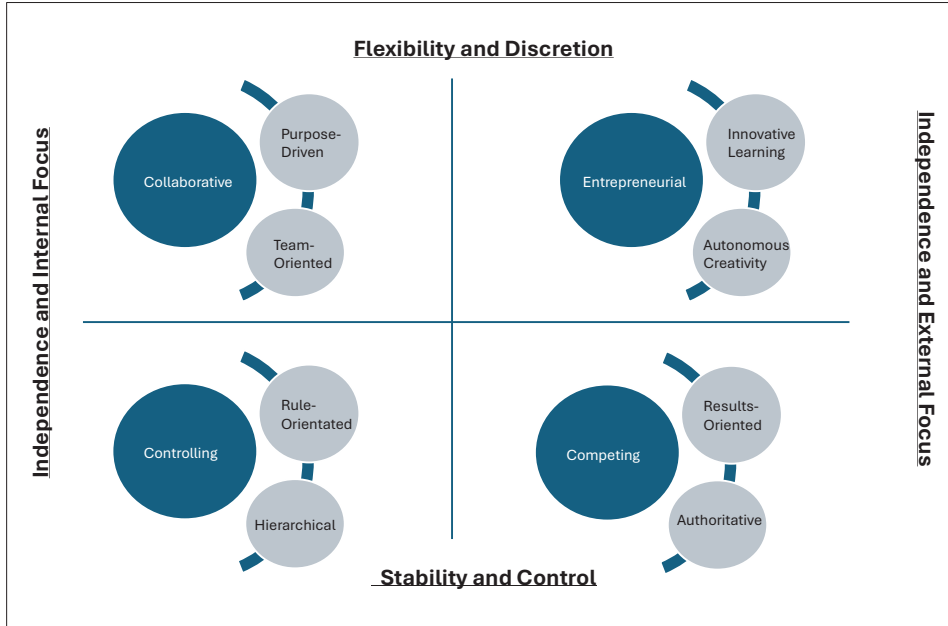 Flexibility and Discretion
Independence and Internal Focus
Collaborative
Purpose-
Driven
Team-
Oriented
Entrepreneurial
Innovative
Learning
Autonomous
Creativity
Independence and External Focus
Controlling
Rule-
Orientated
Hierarchical
Competing
Results-
Oriented
Authoritative
Stability and Control